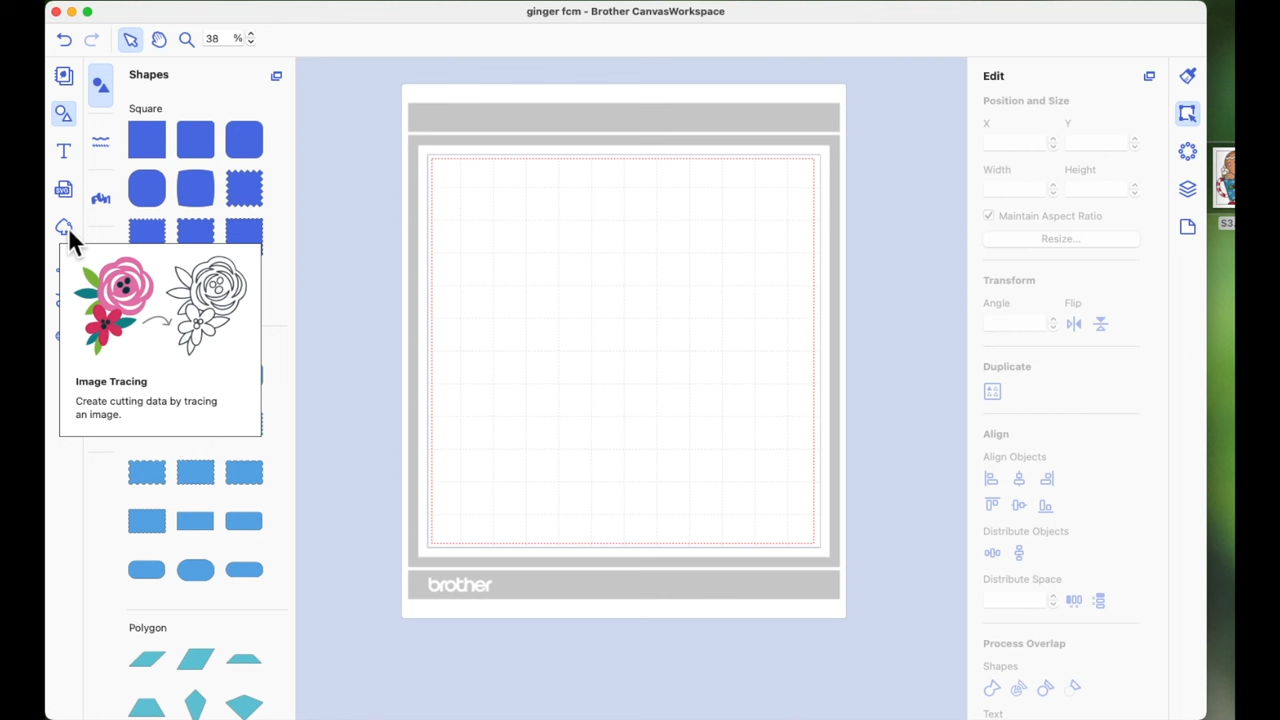 ginger fcm - Brother CanvasWorkspace
38 %
Shapes
Square
SVG
fun
Image Tracing
Create cutting data by tracing
an image.
Polygon
brother
Edit
Position and Size
X Y
Width Height
Maintain Aspect Ratio
Resize...
Transform
Angle Flip
Duplicate
Align
Align Objects
Distribute Objects
Distribute Space
Process Overlap
Shapes
Text